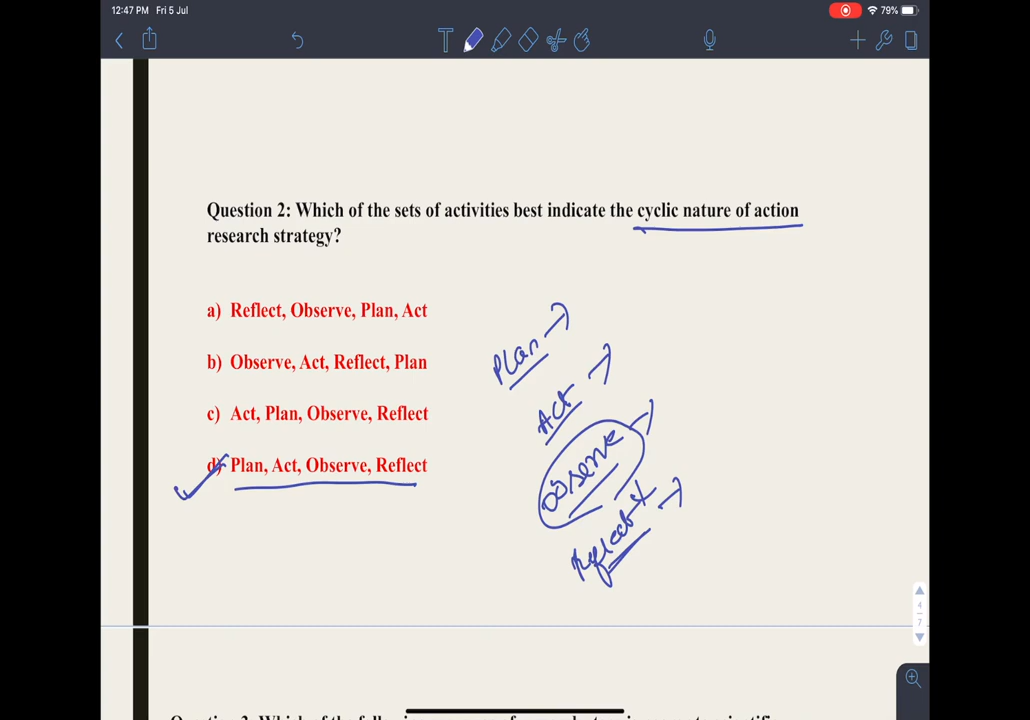 12:47 PM Fri 5 Jul
79%
T
Question 2: Which of the sets of activities best indicate the cyclic nature of action
research strategy?
a) Reflect, Observe, Plan, Act
b) Observe, Act, Reflect, Plan
c) Act, Plan, Observe, Reflect
d) Plan, Act, Observe, Reflect
Plan
Act
Observe
Reflect
4
7